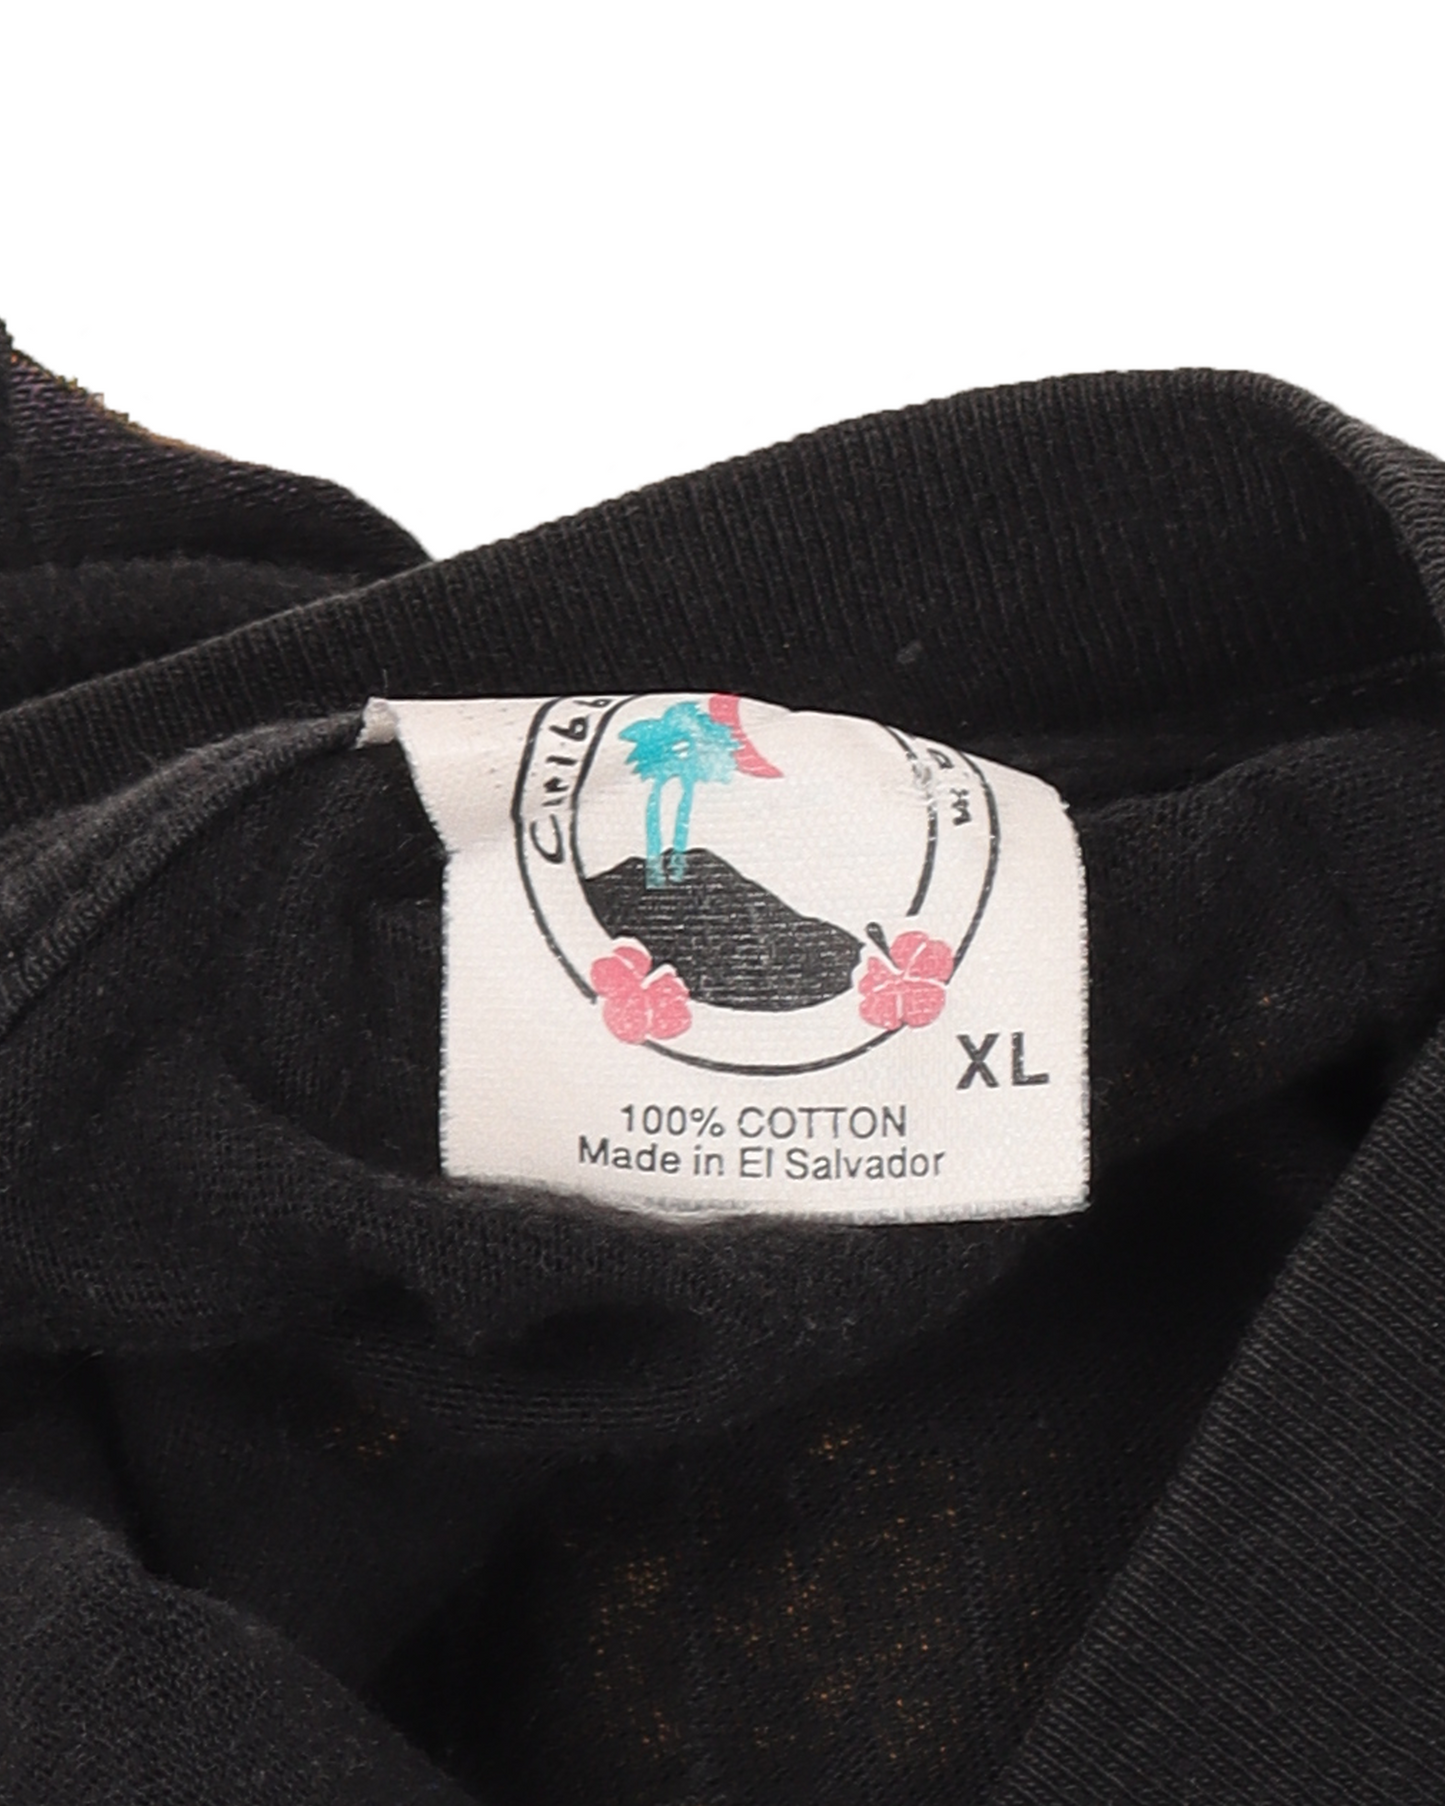 XL
100% COTTON
Made in El Salvador